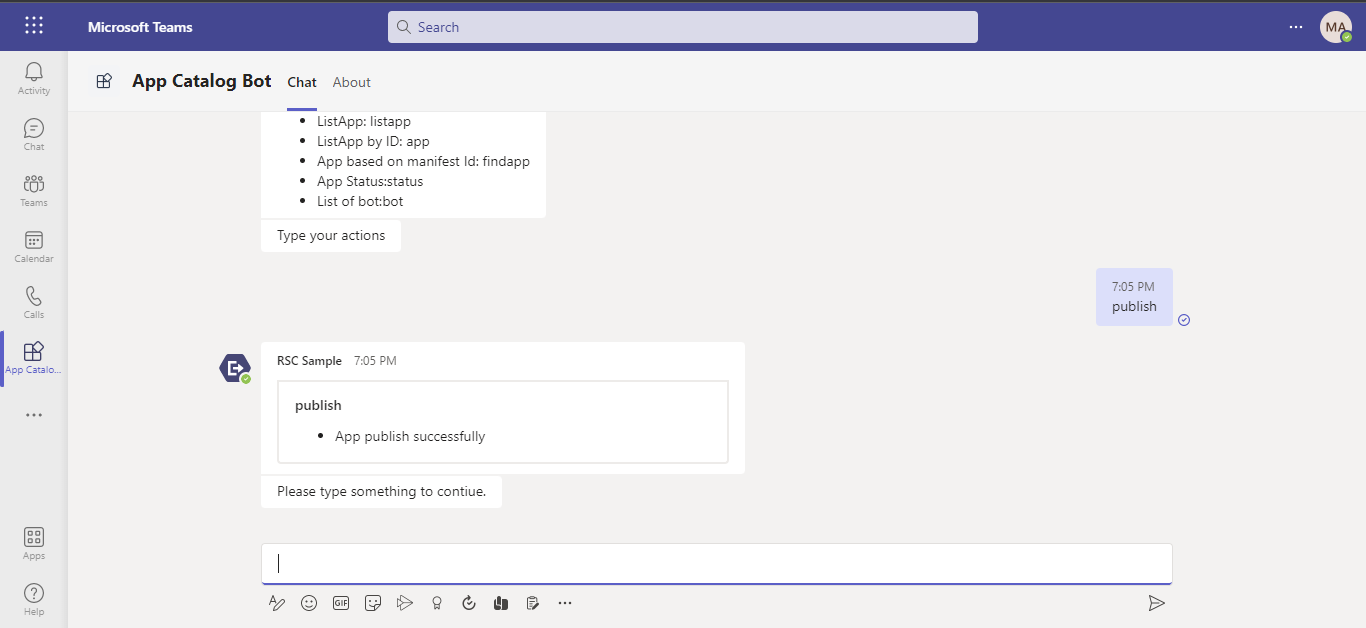 Microsoft Teams
Search
MA
Activity
Chat
Teams
Calendar
Calls
App Catalo...
Apps
Help
App Catalog Bot
Chat
About
ListApp: listapp
ListApp by ID: app
App based on manifest Id: findapp
App Status:status
List of bot:bot
Type your actions
7:05 PM
publish
RSC Sample 7:05 PM
publish
App publish successfully
Please type something to contiue.
GIF